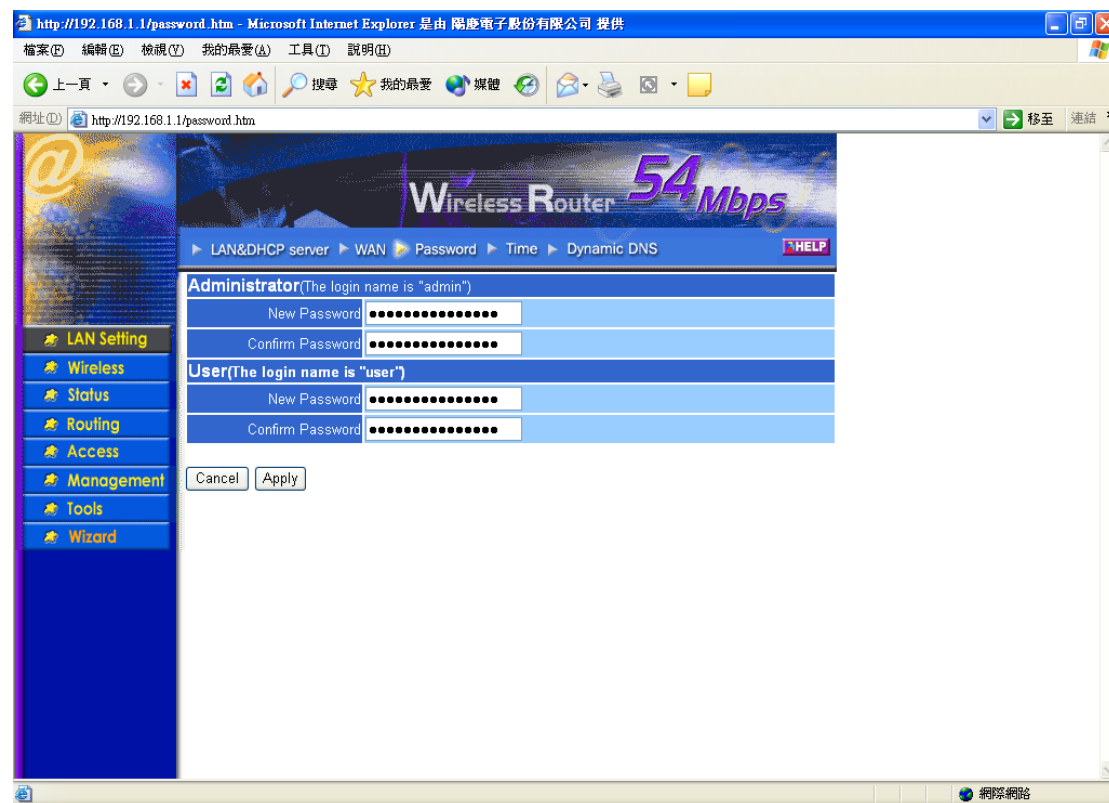 http://192.168.1.1/password.htm - Microsoft Internet Explorer 是由 陽慶電子股份有限公司 提供
檔案(F) 編輯(E) 檢視(V) 我的最愛(A) 工具(T) 說明(H)
上一頁 搜尋 我的最愛 媒體
網址(D) http://192.168.1.1/password.htm 移至 連結
@
Wireless Router 54 Mbps
LAN&DHCP server WAN Password Time Dynamic DNS HELP
Administrator(The login name is "admin")
New Password ●●●●●●●●●●●●●●●
Confirm Password ●●●●●●●●●●●●●●●
User(The login name is "user")
New Password ●●●●●●●●●●●●●●●
Confirm Password ●●●●●●●●●●●●●●●
Cancel Apply
LAN Setting
Wireless
Status
Routing
Access
Management
Tools
Wizard
網際網路